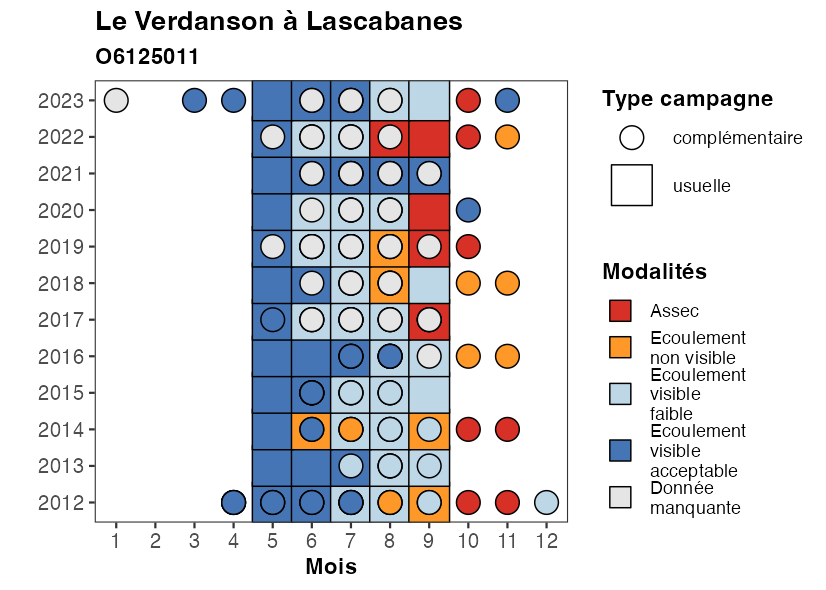 Le Verdanson à Lascabanes
O6125011
2023
2022
2021
2020
2019
2018
2017
2016
2015
2014
2013
2012
1 2 3 4 5 6 7 8 9 10 11 12
Mois
Type campagne
complémentaire
usuelle
Modalités
Assec
Ecoulement
non visible
Ecoulement
visible
faible
Ecoulement
visible
acceptable
Donnée
manquante